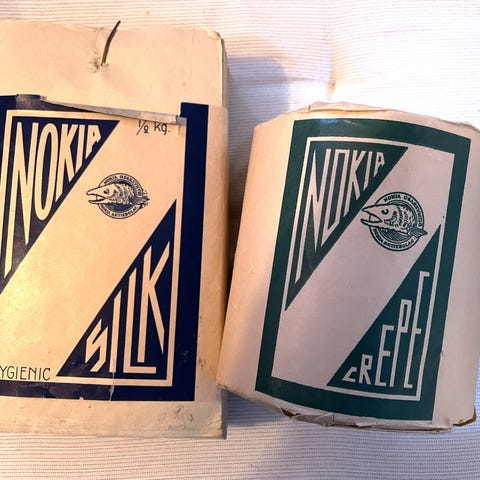 ½ kg.
NOKIA
SILK
YGIENIC
NOKIA
CREPE